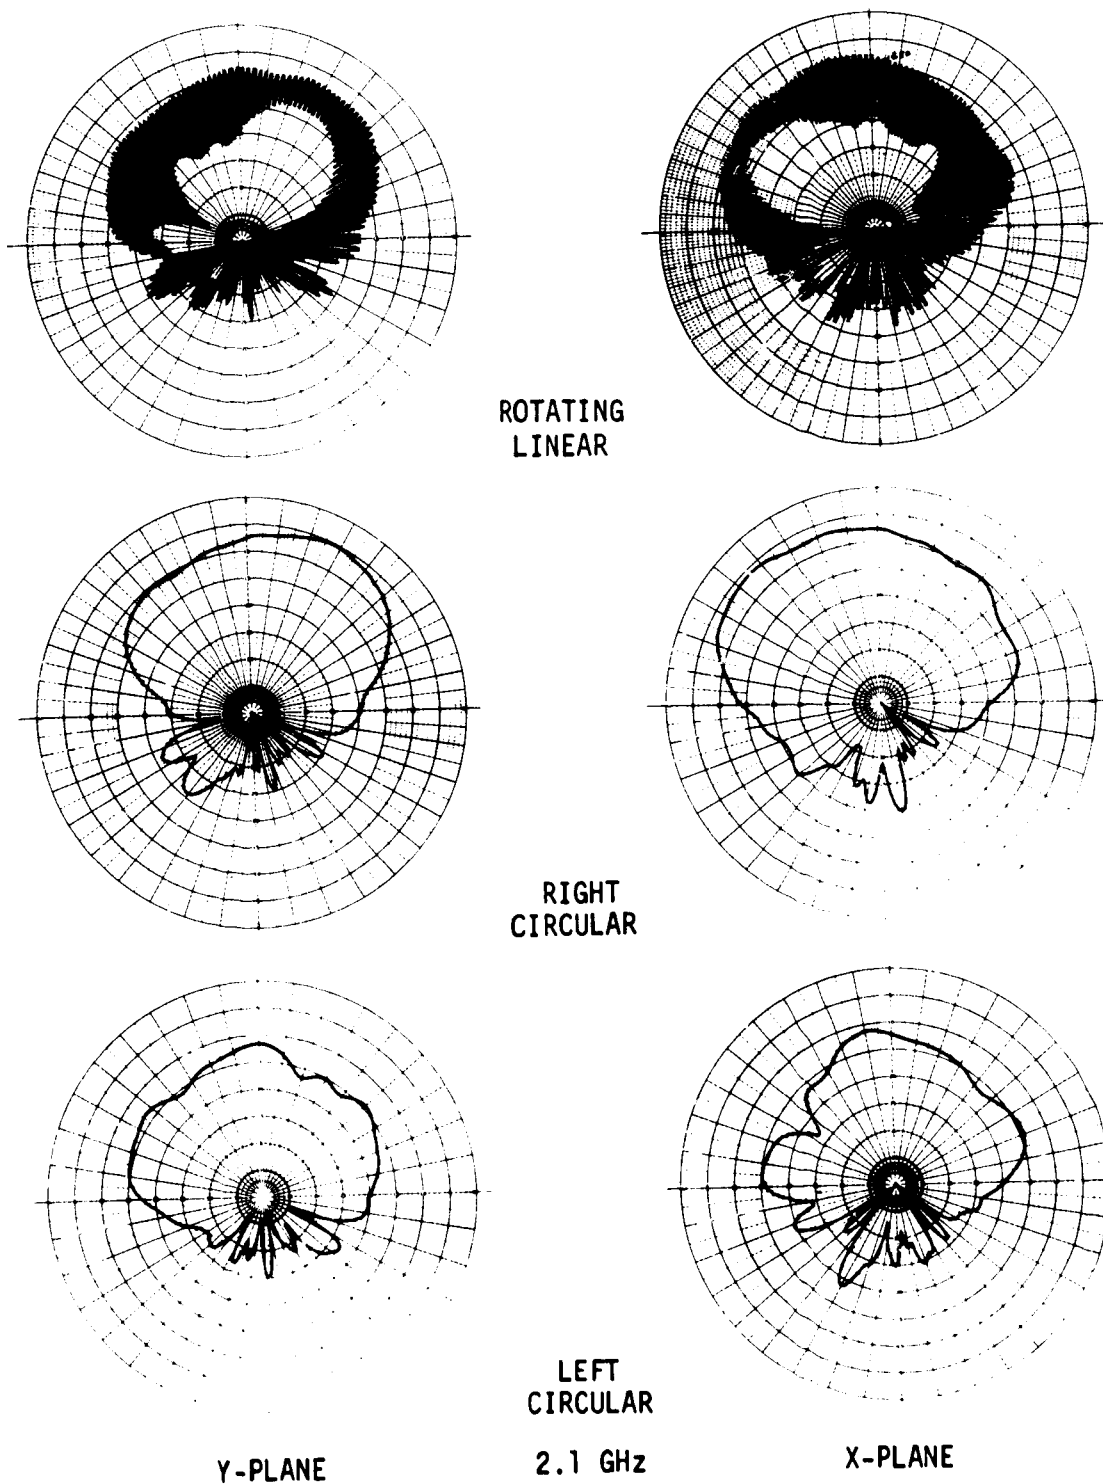 ROTATING
LINEAR
RIGHT
CIRCULAR
LEFT
CIRCULAR
Y-PLANE
2.1 GHz
X-PLANE